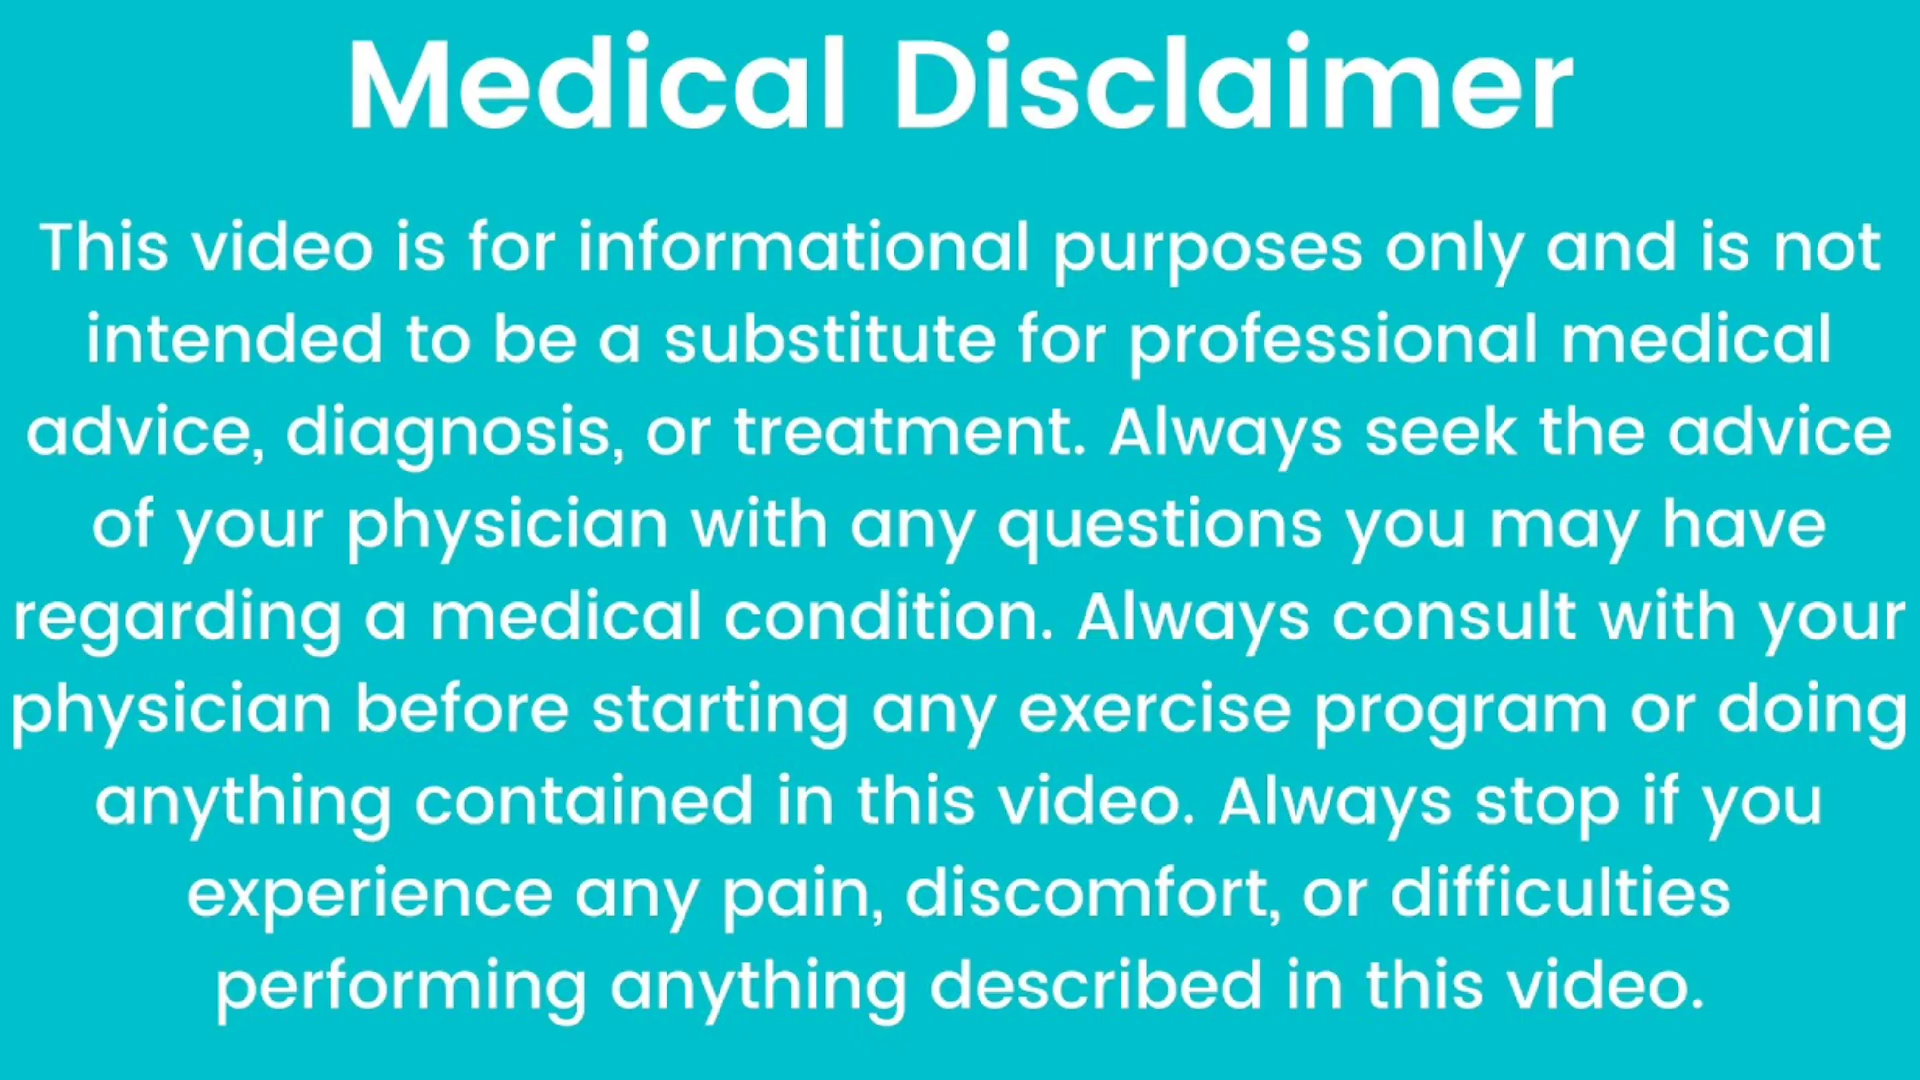 Medical Disclaimer
This video is for informational purposes only and is not
intended to be a substitute for professional medical
advice, diagnosis, or treatment. Always seek the advice
of your physician with any questions you may have
regarding a medical condition. Always consult with your
physician before starting any exercise program or doing
anything contained in this video. Always stop if you
experience any pain, discomfort, or difficulties
performing anything described in this video.